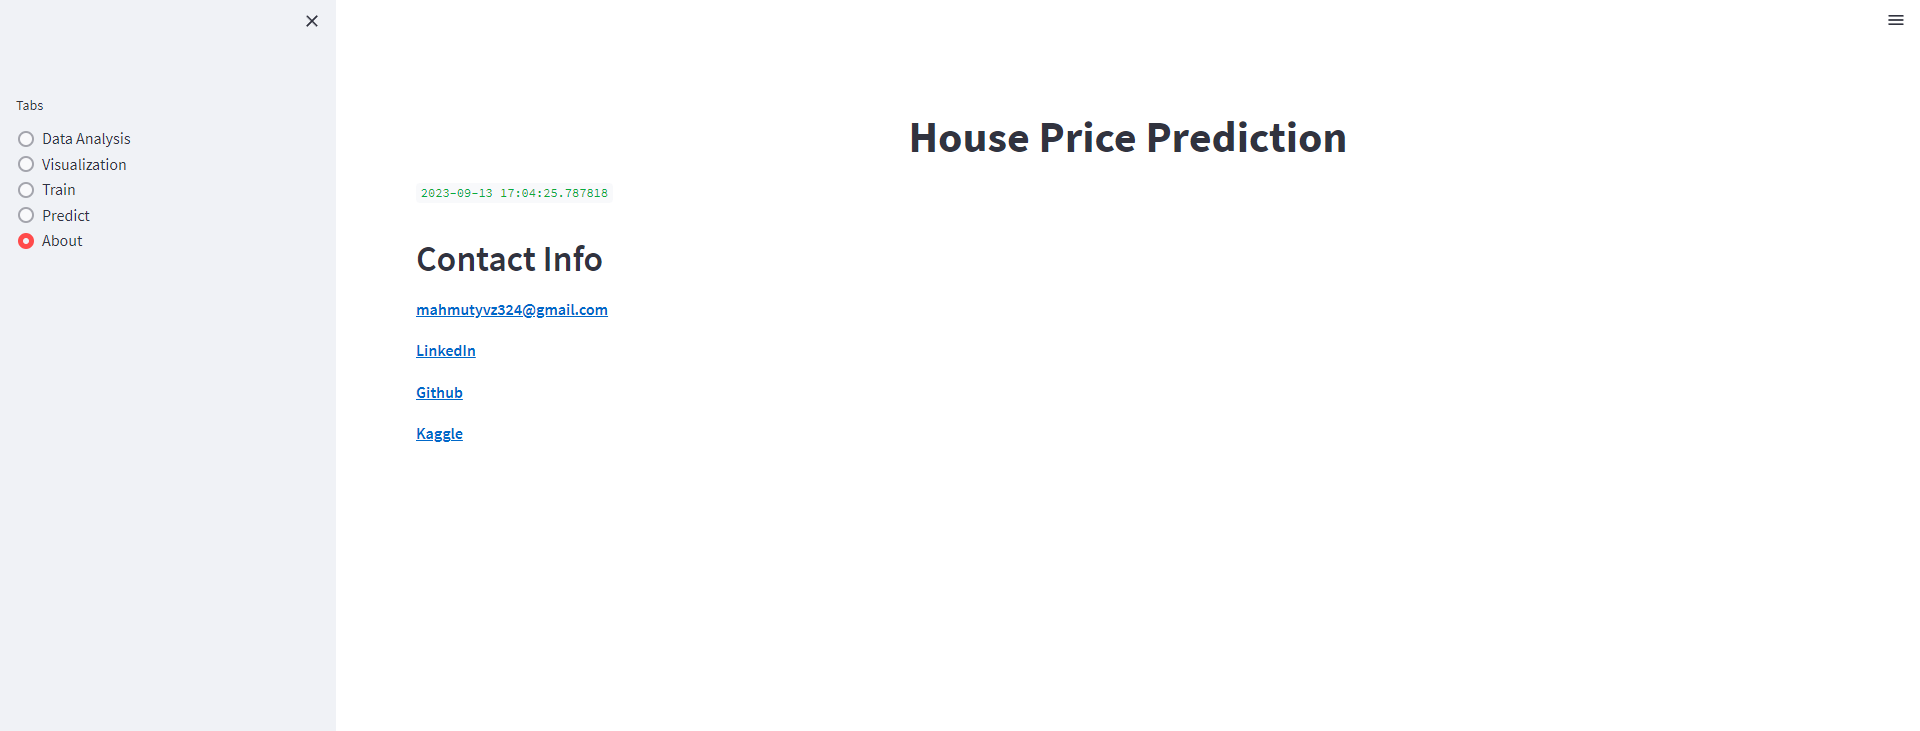 Tabs
Data Analysis
Visualization
Train
Predict
About
House Price Prediction
2023-09-13 17:04:25.787818
Contact Info
mahmutyvz324@gmail.com
LinkedIn
Github
Kaggle